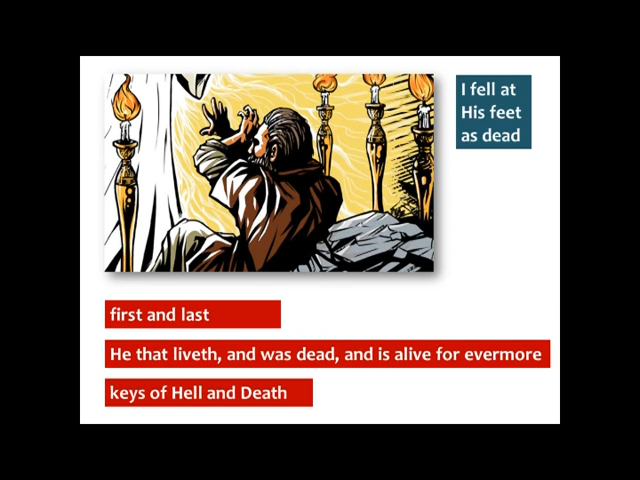 I fell at
His feet
as dead
first and last
He that liveth, and was dead, and is alive for evermore
keys of Hell and Death